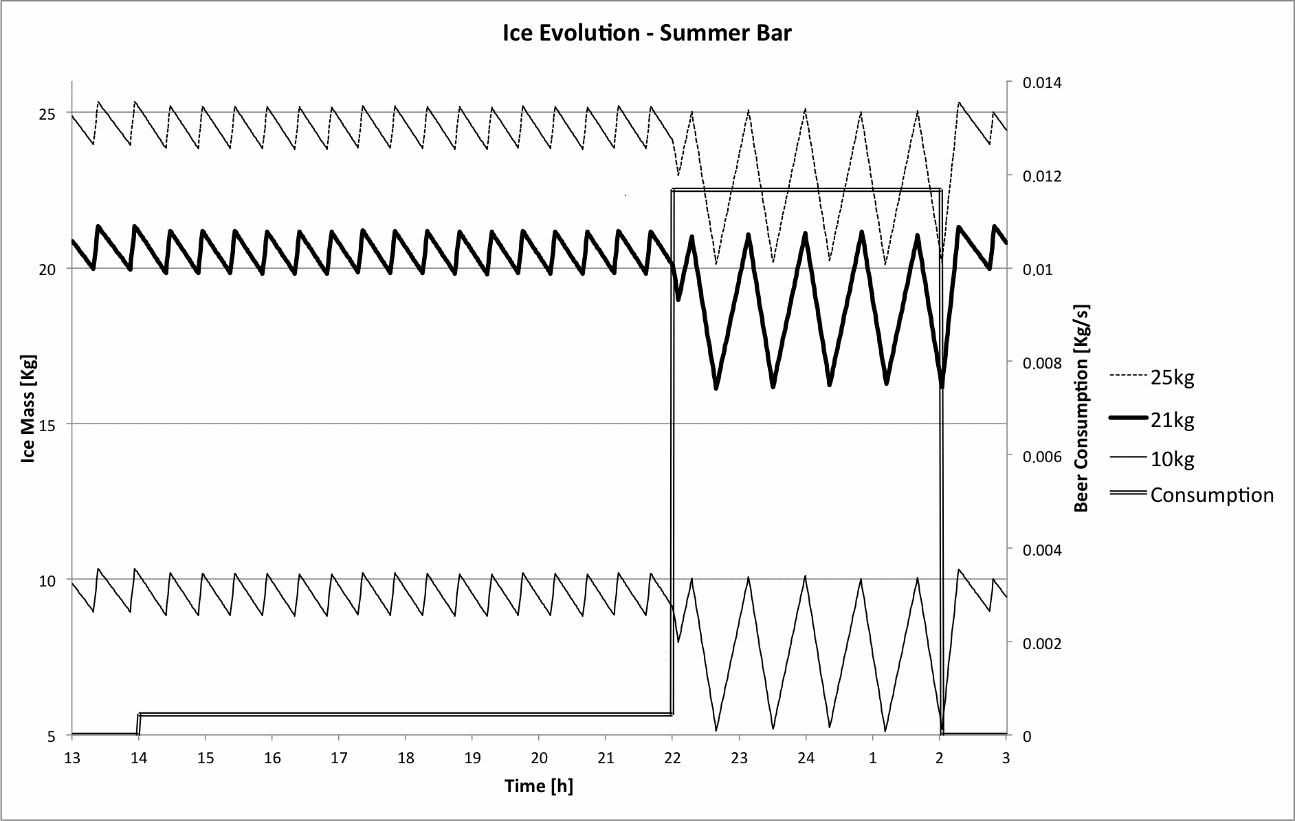 Ice Evolution - Summer Bar
25
20
15
10
5
Ice Mass [Kg]
0.014
0.012
0.01
0.008
0.006
0.004
0.002
0
Beer Consumption [Kg/s]
13 14 15 16 17 18 19 20 21 22 23 24 1 2 3
Time [h]
25kg
21kg
10kg
Consumption